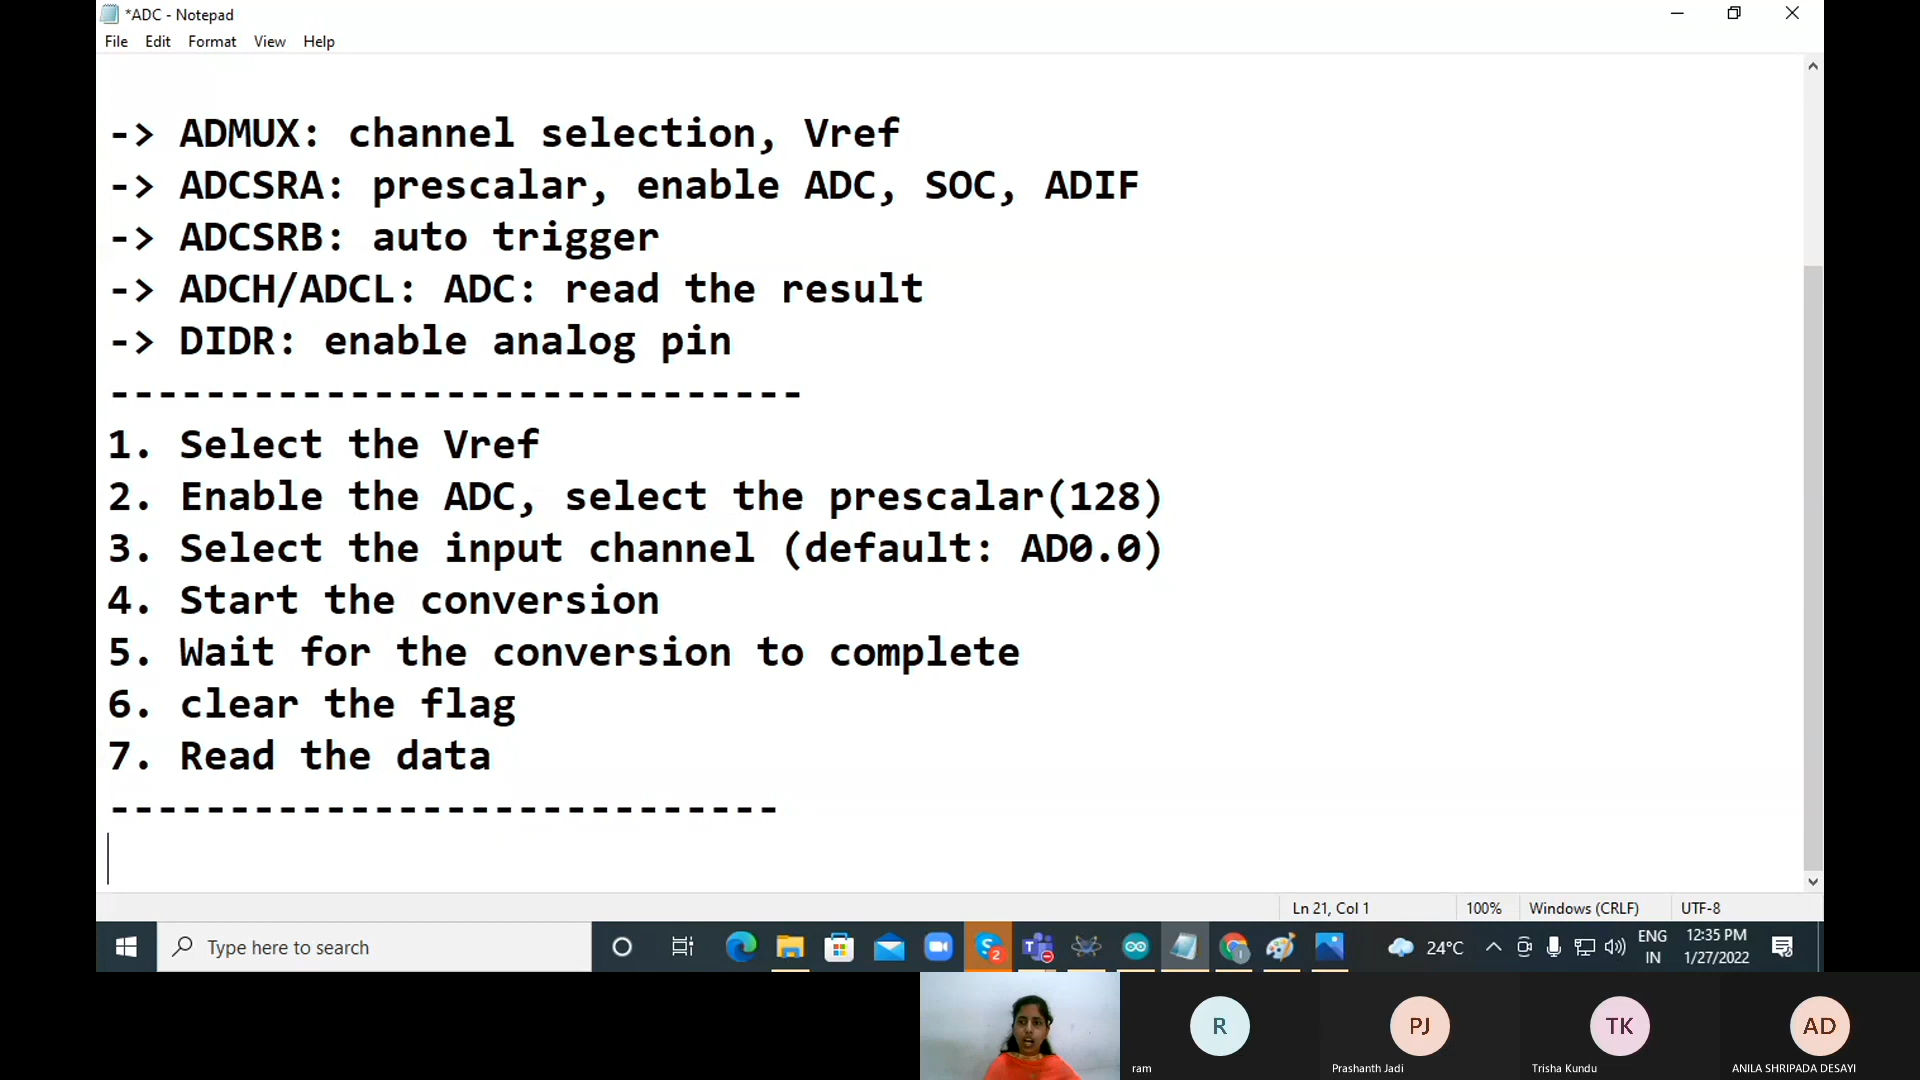 *ADC - Notepad
File Edit Format View Help
-> ADMUX: channel selection, Vref
-> ADCSRA: prescalar, enable ADC, SOC, ADIF
-> ADCSRB: auto trigger
-> ADCH/ADCL: ADC: read the result
-> DIDR: enable analog pin
-----------------------------
1. Select the Vref
2. Enable the ADC, select the prescalar(128)
3. Select the input channel (default: AD0.0)
4. Start the conversion
5. Wait for the conversion to complete
6. clear the flag
7. Read the data
----------------------------
Ln 21, Col 1 100% Windows (CRLF) UTF-8
Type here to search
S 2
24°C
ENG
IN
12:35 PM
1/27/2022
R PJ TK AD
ram Prashanth Jadi Trisha Kundu ANILA SHRIPADA DESAYI